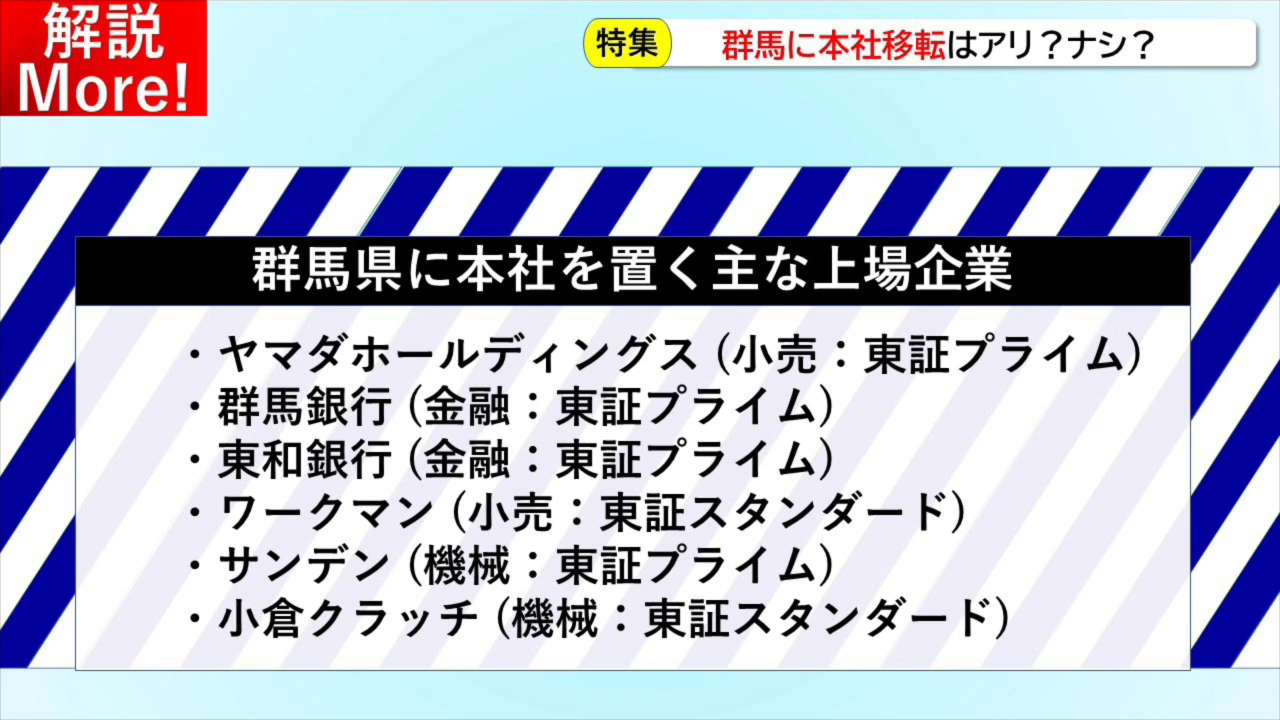 解説
More!
特集
群馬に本社移転はアリ？ナシ？
群馬県に本社を置く主な上場企業
・ヤマダホールディングス (小売：東証プライム)
・群馬銀行 (金融：東証プライム)
・東和銀行 (金融：東証プライム)
・ワークマン (小売：東証スタンダード)
・サンデン (機械：東証プライム)
・小倉クラッチ (機械：東証スタンダード)